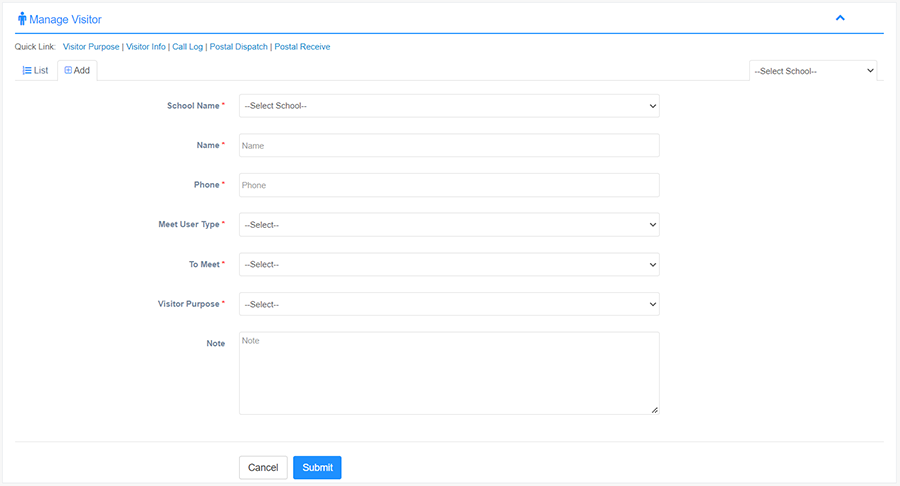 Manage Visitor
Quick Link: Visitor Purpose | Visitor Info | Call Log | Postal Dispatch | Postal Receive
List Add --Select School--
School Name * --Select School--
Name * Name
Phone * Phone
Meet User Type * --Select--
To Meet * --Select--
Visitor Purpose * --Select--
Note Note
Cancel Submit